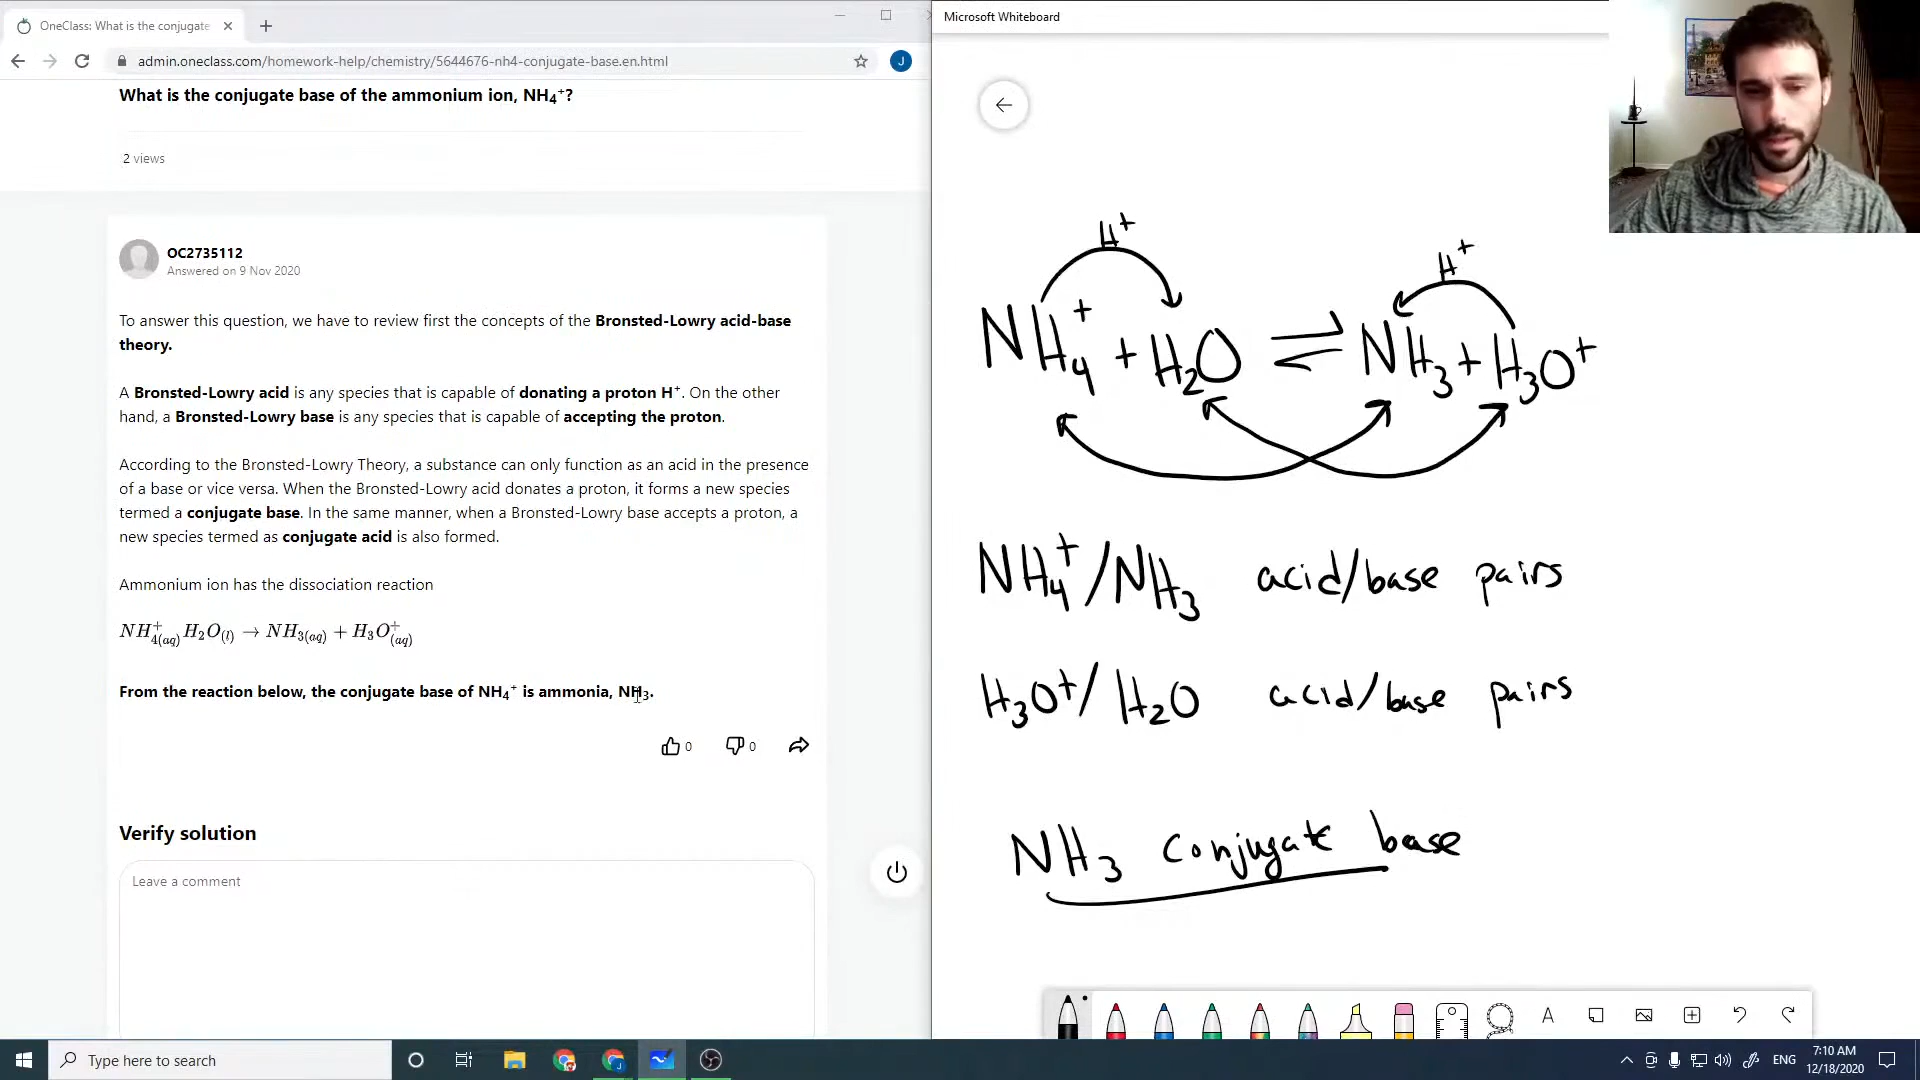 OneClass: What is the conjugate
admin.oneclass.com/homework-help/chemistry/5644676-nh4-conjugate-base.en.html
J
What is the conjugate base of the ammonium ion, NH₄⁺?
2 views
OC2735112
Answered on 9 Nov 2020
To answer this question, we have to review first the concepts of the Bronsted-Lowry acid-base
theory.
A Bronsted-Lowry acid is any species that is capable of donating a proton H⁺. On the other
hand, a Bronsted-Lowry base is any species that is capable of accepting the proton.
According to the Bronsted-Lowry Theory, a substance can only function as an acid in the presence
of a base or vice versa. When the Bronsted-Lowry acid donates a proton, it forms a new species
termed a conjugate base. In the same manner, when a Bronsted-Lowry base accepts a proton, a
new species termed as conjugate acid is also formed.
Ammonium ion has the dissociation reaction
NH₄⁺(aq) H₂O(l) → NH₃(aq) + H₃O⁺(aq)
From the reaction below, the conjugate base of NH₄⁺ is ammonia, NH₃.
0 0
Verify solution
Leave a comment
Microsoft Whiteboard
H⁺ H⁺
NH₄⁺ + H₂O ⇌ NH₃ + H₃O⁺
NH₄⁺/NH₃ acid/base pairs
H₃O⁺/H₂O acid/base pairs
NH₃ conjugate base
A
Type here to search
ENG
7:10 AM
12/18/2020